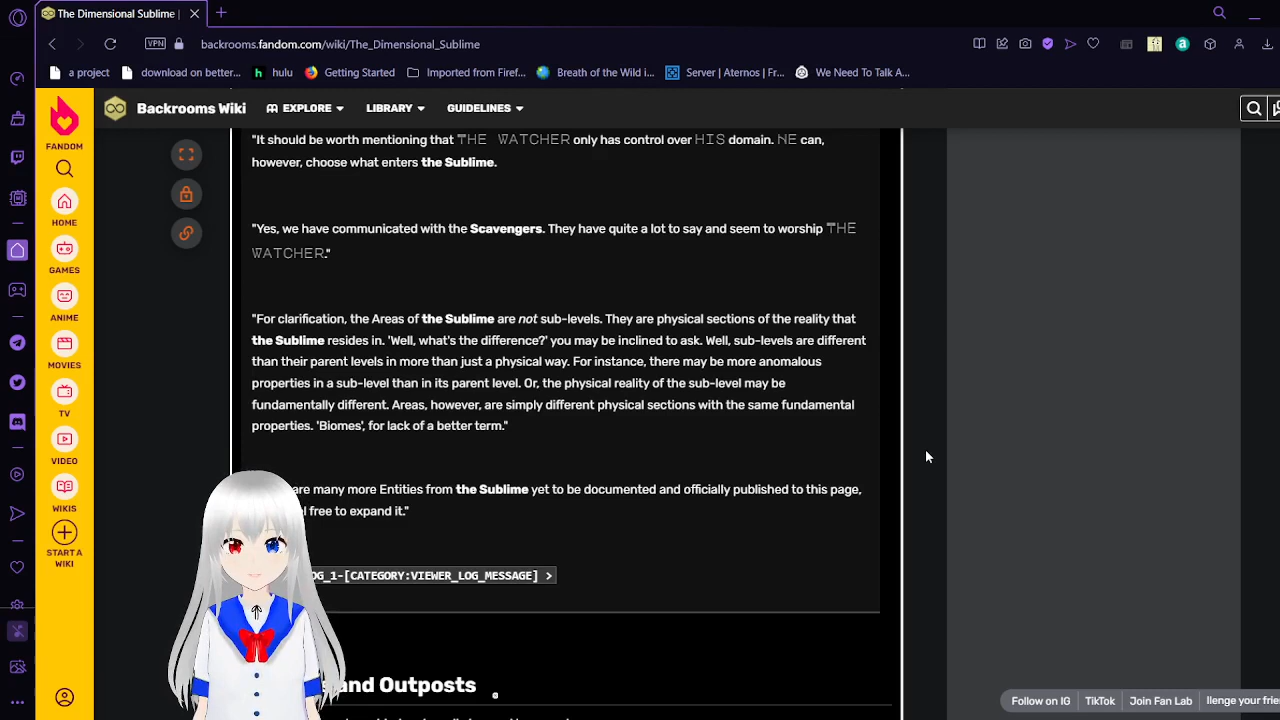 The Dimensional Sublime |
VPN
backrooms.fandom.com/wiki/The_Dimensional_Sublime
a project
download on better...
hulu
Getting Started
Imported from Firef...
Breath of the Wild i...
Server | Aternos | Fr...
We Need To Talk A...
FANDOM
HOME
GAMES
ANIME
MOVIES
TV
VIDEO
WIKIS
START A
WIKI
Backrooms Wiki
EXPLORE
LIBRARY
GUIDELINES
"It should be worth mentioning that THE WATCHER only has control over HIS domain. HE can,
however, choose what enters the Sublime.
"Yes, we have communicated with the Scavengers. They have quite a lot to say and seem to worship THE
WATCHER."
"For clarification, the Areas of the Sublime are not sub-levels. They are physical sections of the reality that
the Sublime resides in. 'Well, what's the difference?' you may be inclined to ask. Well, sub-levels are different
than their parent levels in more than just a physical way. For instance, there may be more anomalous
properties in a sub-level than in its parent level. Or, the physical reality of the sub-level may be
fundamentally different. Areas, however, are simply different physical sections with the same fundamental
properties. 'Biomes', for lack of a better term."
are many more Entities from the Sublime yet to be documented and officially published to this page,
free to expand it."
OG_1-[CATEGORY:VIEWER_LOG_MESSAGE] >
and Outposts
Follow on IG
TikTok
Join Fan Lab